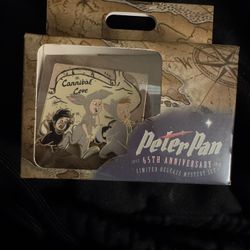 Cannibal
Cove
Peter Pan
65TH ANNIVERSARY
LIMITED RELEASE MYSTERY SET